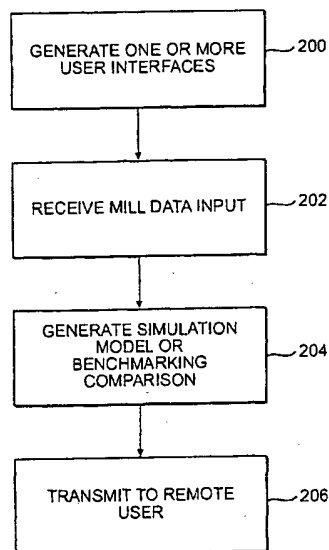 GENERATE ONE OR MORE
USER INTERFACES
200
RECEIVE MILL DATA INPUT
202
GENERATE SIMULATION
MODEL OR
BENCHMARKING
COMPARISON
204
TRANSMIT TO REMOTE
USER
206